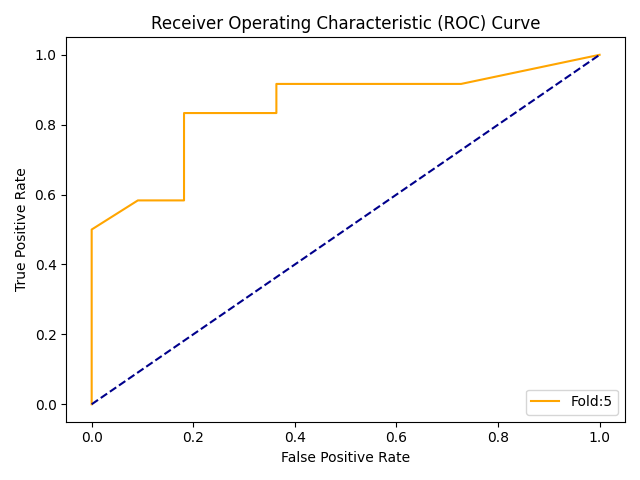 Receiver Operating Characteristic (ROC) Curve
True Positive Rate
1.0
0.8
0.6
0.4
0.2
0.0
0.0 0.2 0.4 0.6 0.8 1.0
False Positive Rate
Fold:5